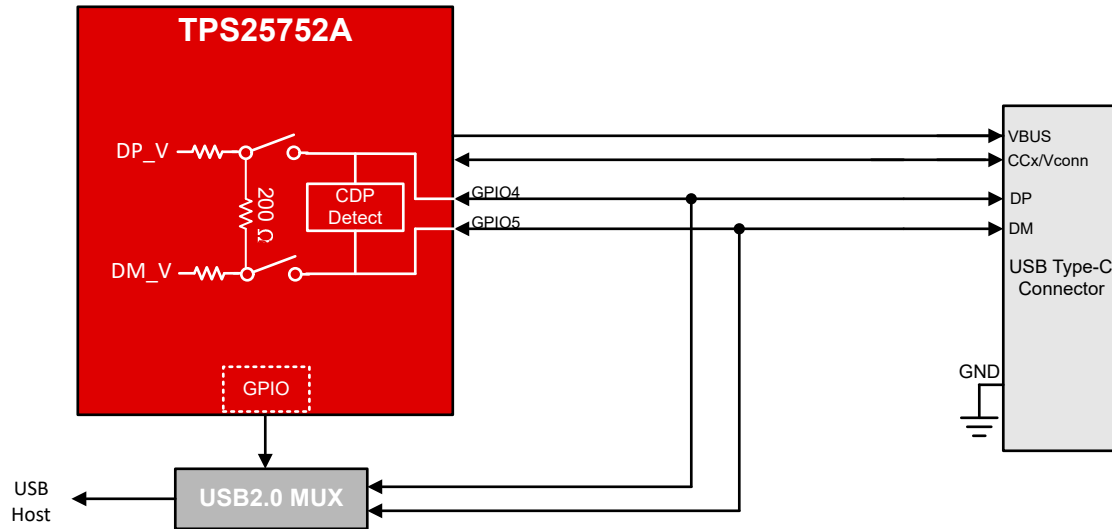 TPS25752A
DP_V
200 Ω
CDP
Detect
DM_V
GPIO
GPIO4
GPIO5
VBUS
CCx/Vconn
DP
DM
USB Type-C
Connector
GND
USB2.0 MUX
USB
Host